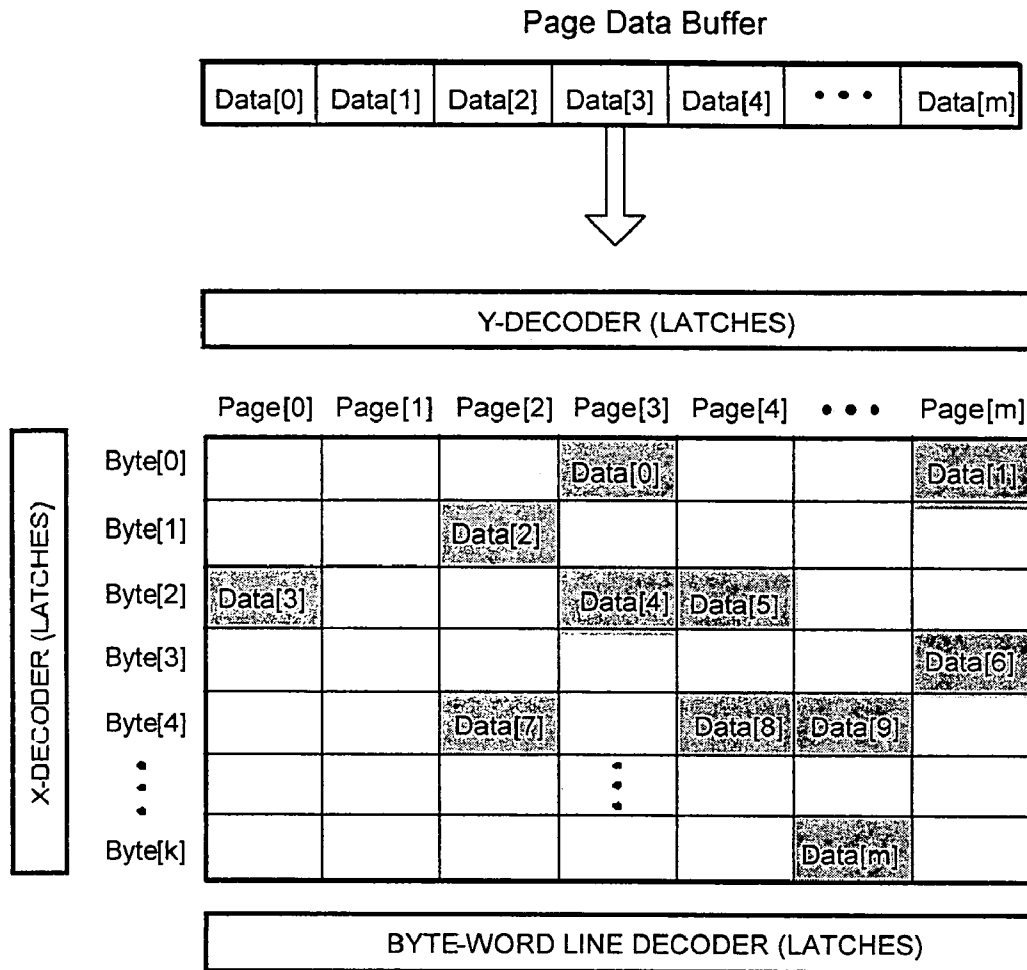 Page Data Buffer
Data[0] Data[1] Data[2] Data[3] Data[4] • • • Data[m]
Y-DECODER (LATCHES)
Page[0] Page[1] Page[2] Page[3] Page[4] • • • Page[m]
X-DECODER (LATCHES)
Byte[0] Data[0] Data[1]
Byte[1] Data[2]
Byte[2] Data[3] Data[4] Data[5]
Byte[3] Data[6]
Byte[4] Data[7] Data[8] Data[9]
Byte[k] Data[m]
BYTE-WORD LINE DECODER (LATCHES)